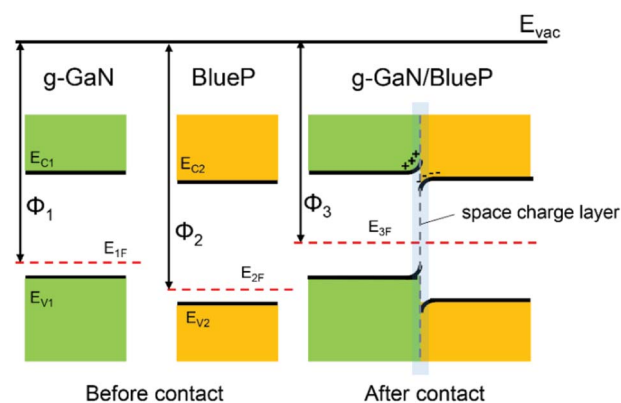 E_vac
g-GaN BlueP g-GaN/BlueP
E_C1 E_C2 +++ ---
Φ_1 Φ_2 Φ_3 space charge layer
E_1F E_2F E_3F
E_V1 E_V2
Before contact After contact